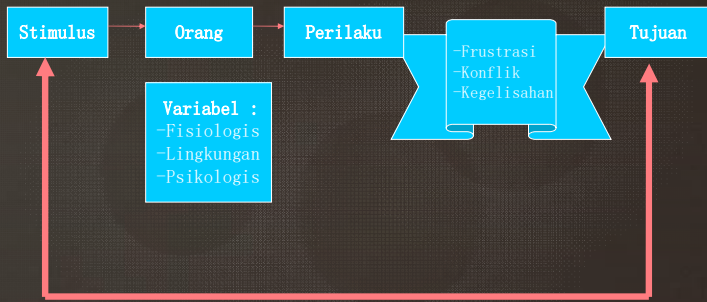 Stimulus
Orang
Perilaku
-Frustrasi
-Konflik
-Kegelisahan
Tujuan
Variabel :
-Fisiologis
-Lingkungan
-Psikologis